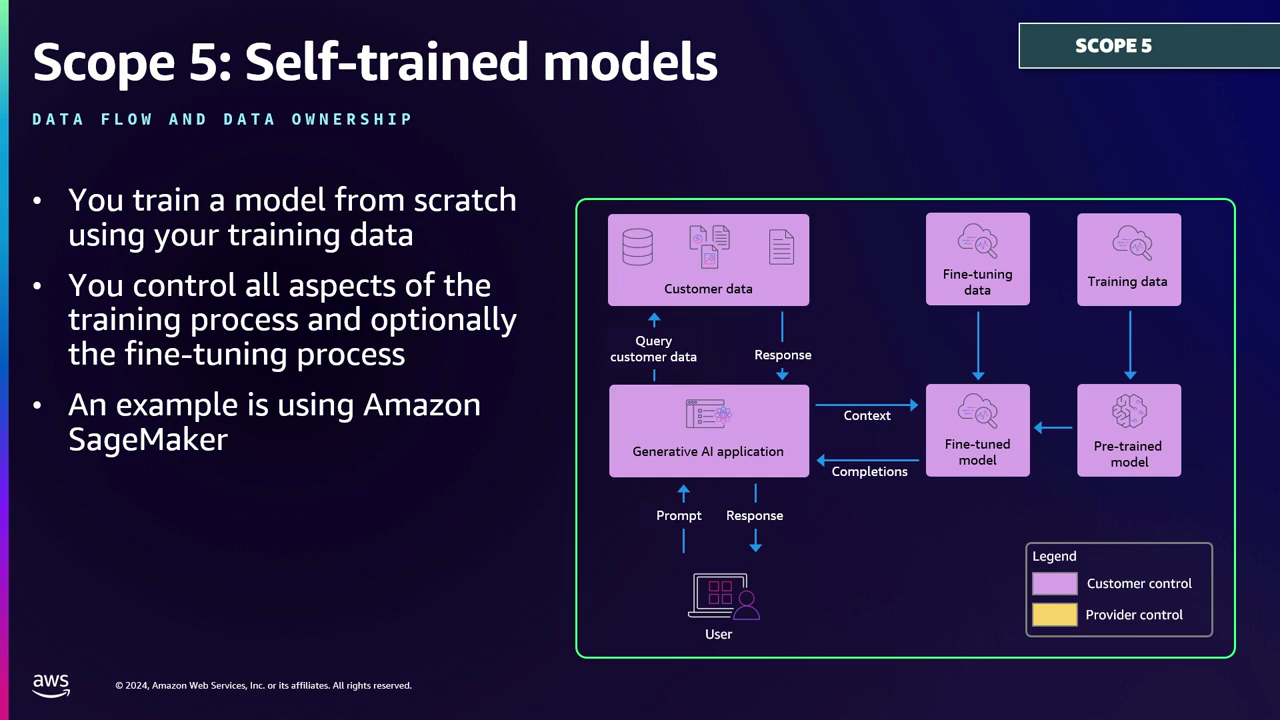 Scope 5: Self-trained models
SCOPE 5
DATA FLOW AND DATA OWNERSHIP
• You train a model from scratch
using your training data
• You control all aspects of the
training process and optionally
the fine-tuning process
• An example is using Amazon
SageMaker
Customer data
Fine-tuning
data
Training data
Query
customer data
Response
Generative AI application
Context
Completions
Fine-tuned
model
Pre-trained
model
Prompt
Response
User
Legend
Customer control
Provider control
aws
© 2024, Amazon Web Services, Inc. or its affiliates. All rights reserved.